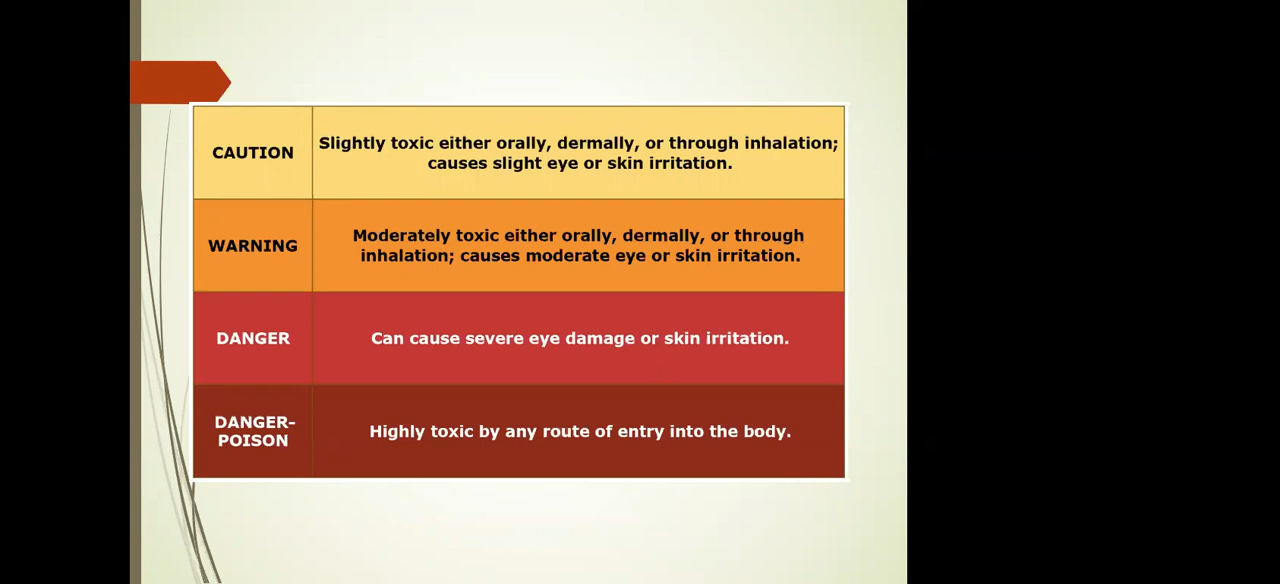 CAUTION
Slightly toxic either orally, dermally, or through inhalation;
causes slight eye or skin irritation.
WARNING
Moderately toxic either orally, dermally, or through
inhalation; causes moderate eye or skin irritation.
DANGER
Can cause severe eye damage or skin irritation.
DANGER-
POISON
Highly toxic by any route of entry into the body.